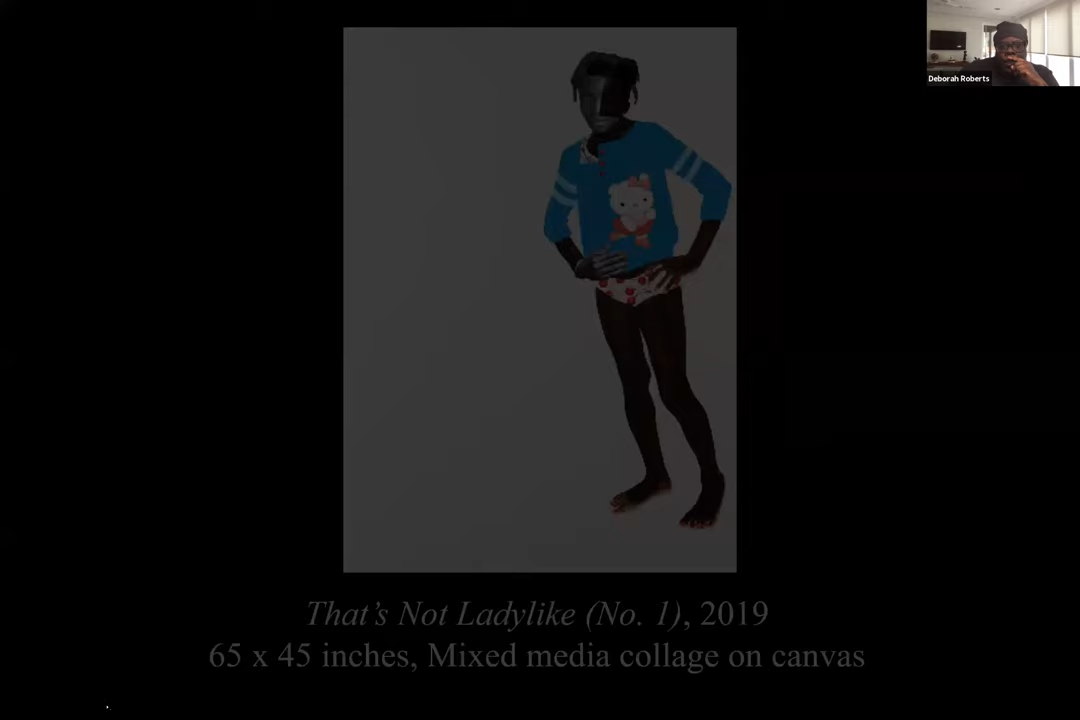 Deborah Roberts
That's Not Ladylike (No. 1), 2019
65 x 45 inches, Mixed media collage on canvas